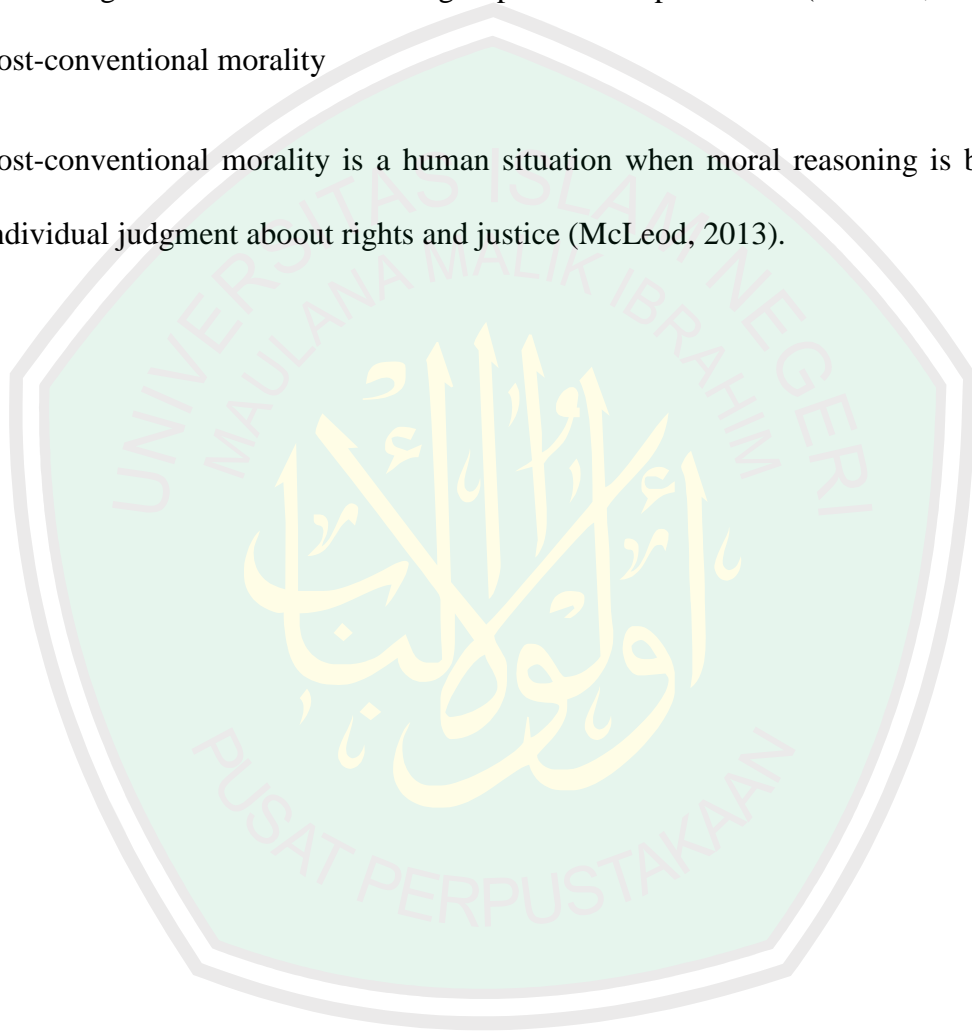 ost-conventional morality
ost-conventional morality is a human situation when moral reasoning is b
ndividual judgment aboout rights and justice (McLeod, 2013).
UNIVERSITAS ISLAM NEGERI
MAULANA MALIK IBRAHIM
أولو الألباب
PUSAT PERPUSTAKAAN